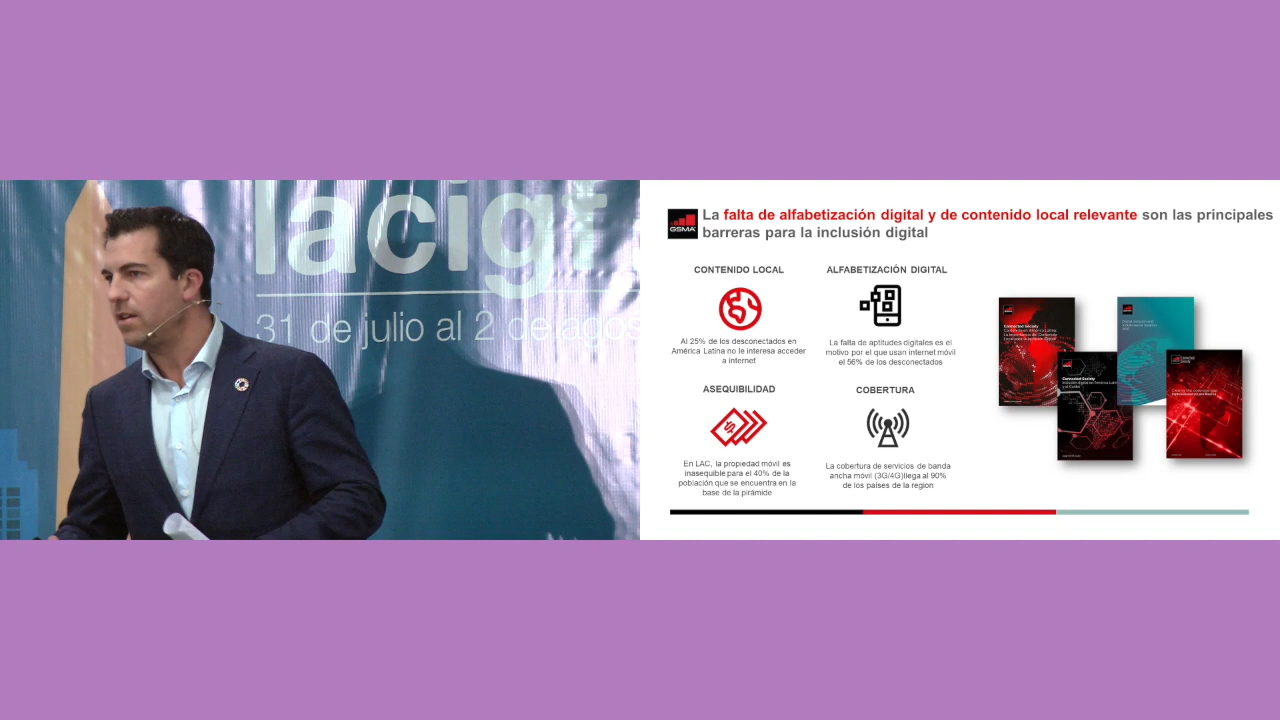 lacigf
31 de julio al 2 de agos
GSMA
La falta de alfabetización digital y de contenido local relevante son las principales
barreras para la inclusión digital
CONTENIDO LOCAL
Al 25% de los desconectados en
América Latina no le interesa acceder
a internet
ALFABETIZACIÓN DIGITAL
La falta de aptitudes digitales es el
motivo por el que usan internet móvil
el 56% de los desconectados
ASEQUIBILIDAD
En LAC, la propiedad móvil es
inasequible para el 40% de la
población que se encuentra en la
base de la pirámide
COBERTURA
La cobertura de servicios de banda
ancha móvil (3G/4G)llega al 90%
de los países de la region
Connected Society
Connected Society